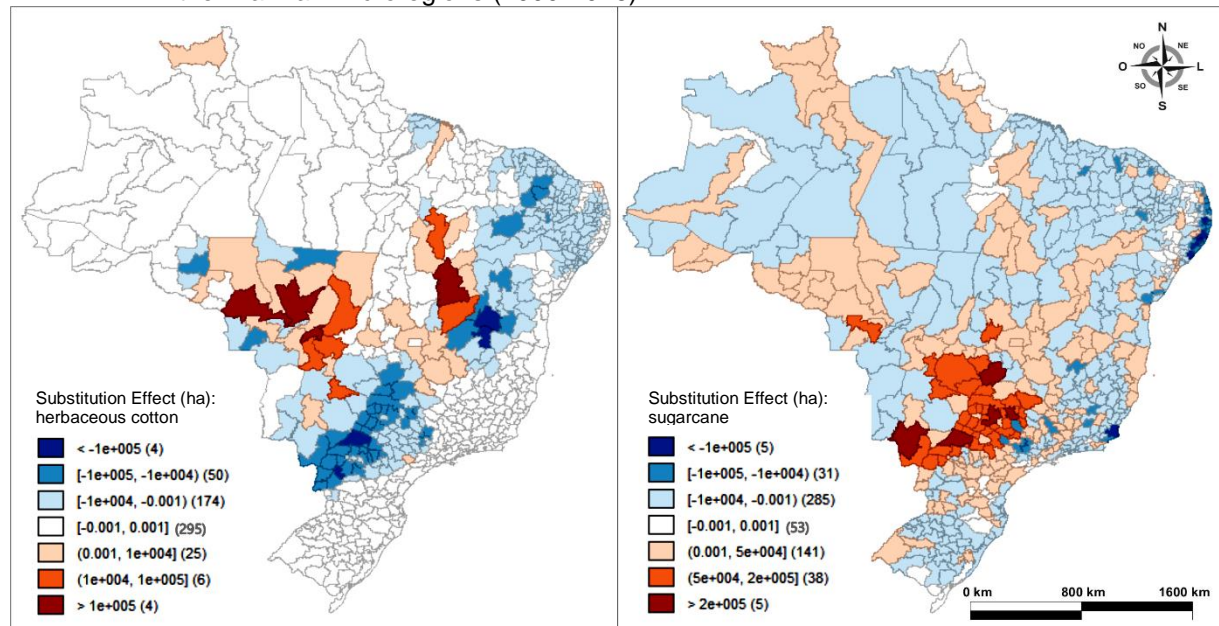 N
NO NE
O L
SO SE
S
Substitution Effect (ha):
herbaceous cotton
< -1e+005 (4)
[-1e+005, -1e+004) (50)
[-1e+004, -0.001) (174)
[-0.001, 0.001] (295)
(0.001, 1e+004] (25)
(1e+004, 1e+005] (6)
> 1e+005 (4)
Substitution Effect (ha):
sugarcane
< -1e+005 (5)
[-1e+005, -1e+004) (31)
[-1e+004, -0.001) (285)
[-0.001, 0.001] (53)
(0.001, 5e+004] (141)
(5e+004, 2e+005] (38)
> 2e+005 (5)
0 km 800 km 1600 km